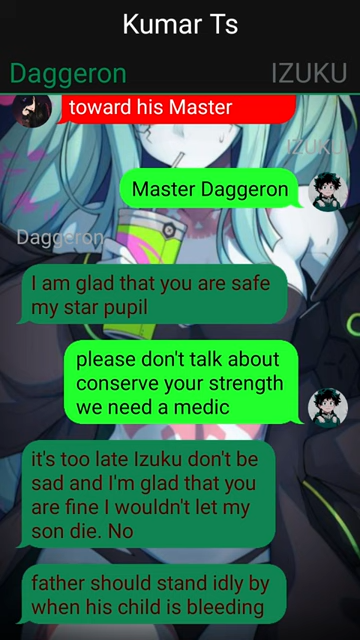 Kumar Ts
Daggeron
IZUKU
toward his Master
IZUKU
Master Daggeron
Daggeron
I am glad that you are safe
my star pupil
please don't talk about
conserve your strength
we need a medic
it's too late Izuku don't be
sad and I'm glad that you
are fine I wouldn't let my
son die. No
father should stand idly by
when his child is bleeding